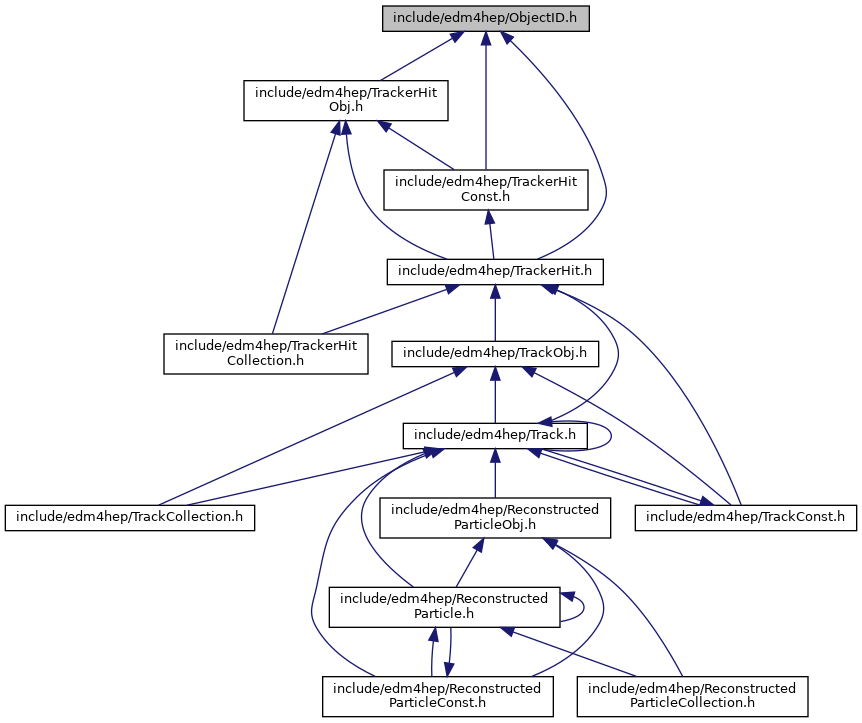 include/edm4hep/ObjectID.h
include/edm4hep/TrackerHit
Obj.h
include/edm4hep/TrackerHit
Const.h
include/edm4hep/TrackerHit.h
include/edm4hep/TrackerHit
Collection.h
include/edm4hep/TrackObj.h
include/edm4hep/Track.h
include/edm4hep/TrackCollection.h
include/edm4hep/Reconstructed
ParticleObj.h
include/edm4hep/TrackConst.h
include/edm4hep/Reconstructed
Particle.h
include/edm4hep/Reconstructed
ParticleConst.h
include/edm4hep/Reconstructed
ParticleCollection.h